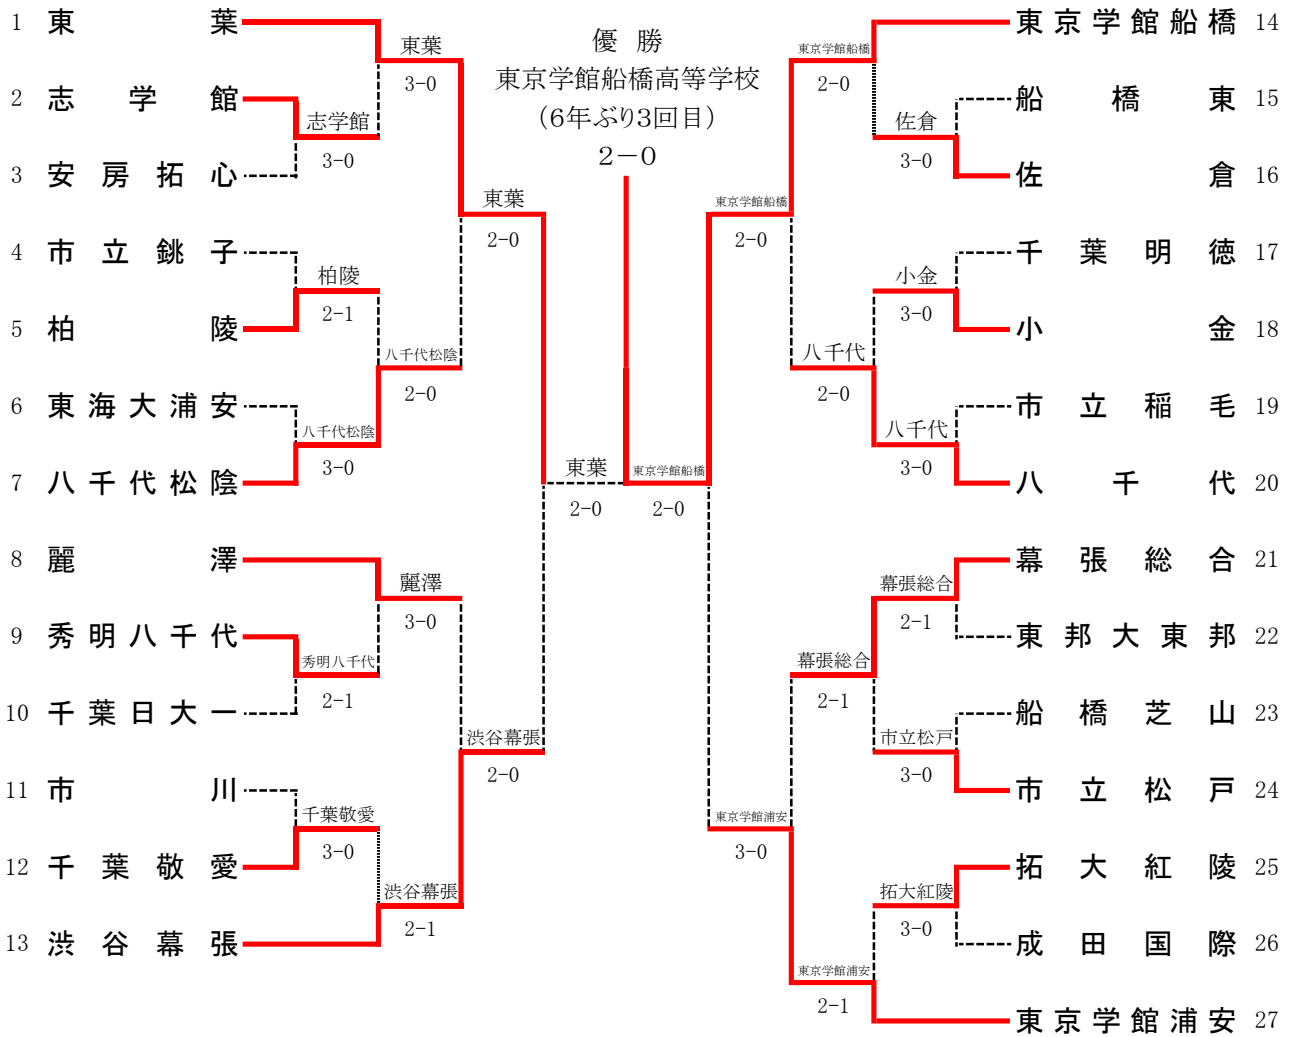 優勝
東京学館船橋高等学校
(6年ぶり3回目)
2−0
1 東葉
2 志学館
3 安房拓心
4 市立銚子
5 柏陵
6 東海大浦安
7 八千代松陰
8 麗澤
9 秀明八千代
10 千葉日大一
11 市川
12 千葉敬愛
13 渋谷幕張
志学館
3-0
柏陵
2-1
八千代松陰
3-0
秀明八千代
2-1
千葉敬愛
3-0
東葉
3-0
八千代松陰
2-0
麗澤
3-0
渋谷幕張
2-1
東葉
2-0
渋谷幕張
2-0
東葉
2-0
東京学館船橋
2-0
東京学館船橋
2-0
東京学館浦安
3-0
東京学館船橋
2-0
八千代
2-0
幕張総合
2-1
東京学館浦安
2-1
佐倉
3-0
小金
3-0
八千代
3-0
幕張総合
2-1
市立松戸
3-0
拓大紅陵
3-0
東京学館船橋 14
船橋東 15
佐倉 16
千葉明徳 17
小金 18
市立稲毛 19
八千代 20
幕張総合 21
東邦大東邦 22
船橋芝山 23
市立松戸 24
拓大紅陵 25
成田国際 26
東京学館浦安 27